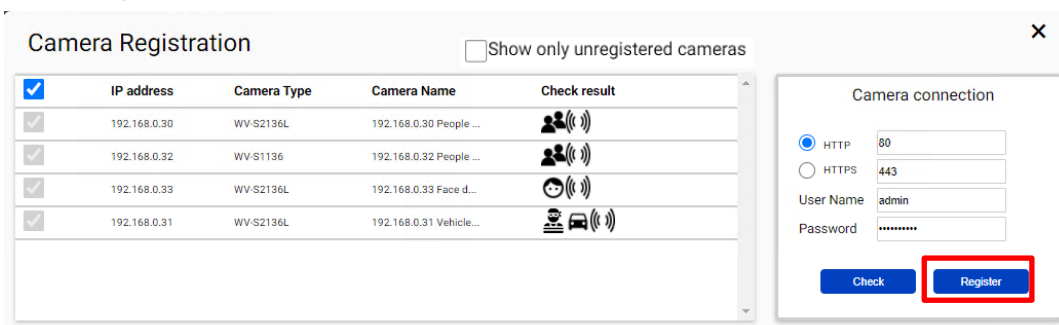 Camera Registration
Show only unregistered cameras
×
IP address Camera Type Camera Name Check result
192.168.0.30 WV-S2136L 192.168.0.30 People ...
192.168.0.32 WV-S1136 192.168.0.32 People ...
192.168.0.33 WV-S2136L 192.168.0.33 Face d...
192.168.0.31 WV-S2136L 192.168.0.31 Vehicle...
Camera connection
HTTP 80
HTTPS 443
User Name admin
Password ••••••••••
Check Register